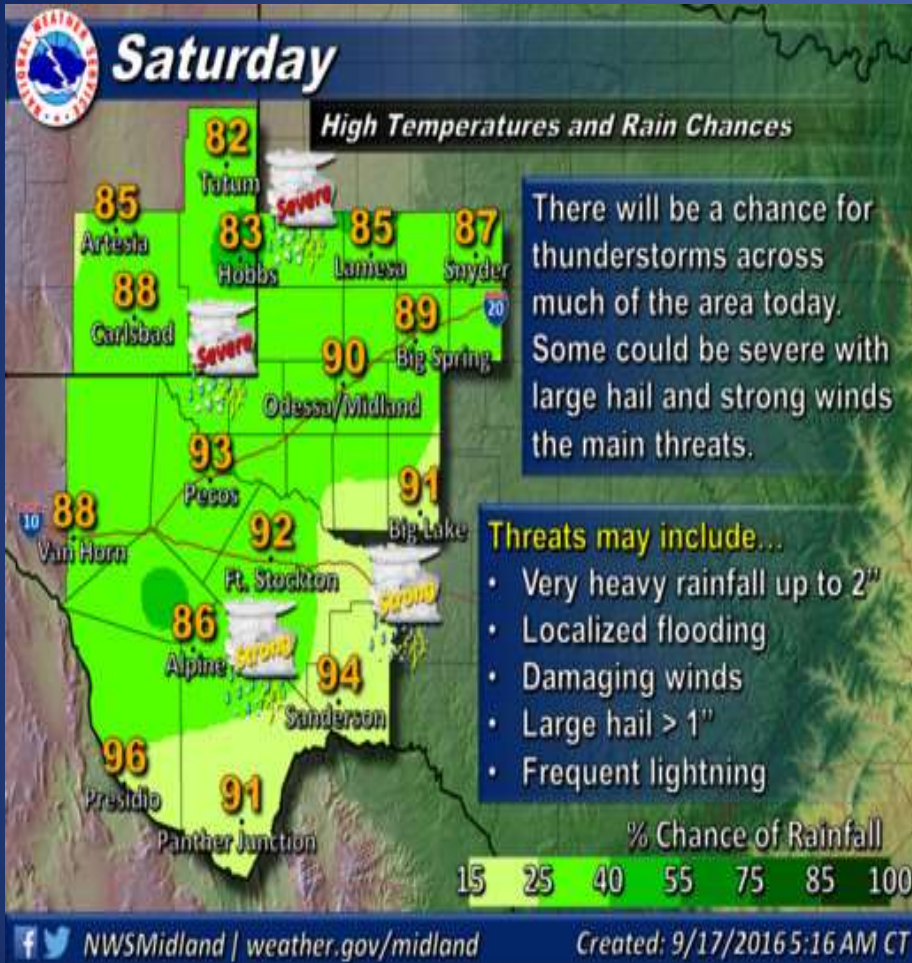 NATIONAL WEATHER SERVICE
Saturday
High Temperatures and Rain Chances
82
Tatum
Severe
85
Artesia
83
Hobbs
85
Lamesa
87
Snyder
88
Carlsbad
Severe
89
Big Spring
20
90
Odessa/Midland
93
Pecos
91
Big Lake
10
88
Van Horn
92
Ft. Stockton
Strong
86
Alpine
Strong
94
Sanderson
96
Presidio
91
Panther Junction
There will be a chance for
thunderstorms across
much of the area today.
Some could be severe with
large hail and strong winds
the main threats.
Threats may include...
• Very heavy rainfall up to 2"
• Localized flooding
• Damaging winds
• Large hail > 1"
• Frequent lightning
% Chance of Rainfall
15 25 40 55 75 85 100
NWSMidland | weather.gov/midland
Created: 9/17/2016 5:16 AM CT